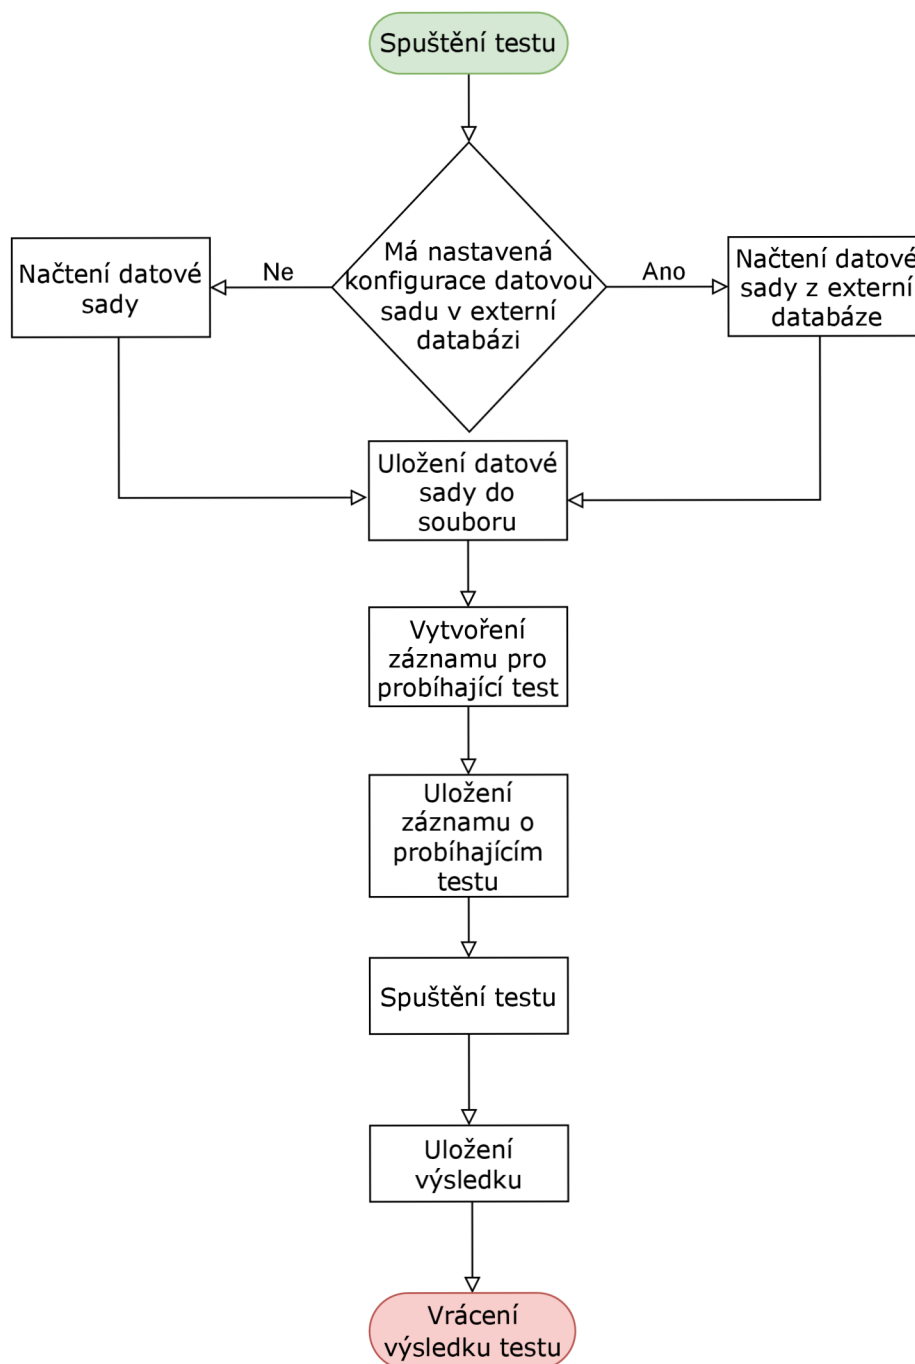 Spuštění testu
Má nastavená
konfigurace datovou
sadu v externí
databázi
Ne
Ano
Načtení datové
sady
Načtení datové
sady z externí
databáze
Uložení datové
sady do
souboru
Vytvoření
záznamu pro
probíhající test
Uložení
záznamu o
probíhajícím
testu
Spuštění testu
Uložení
výsledku
Vrácení
výsledku testu